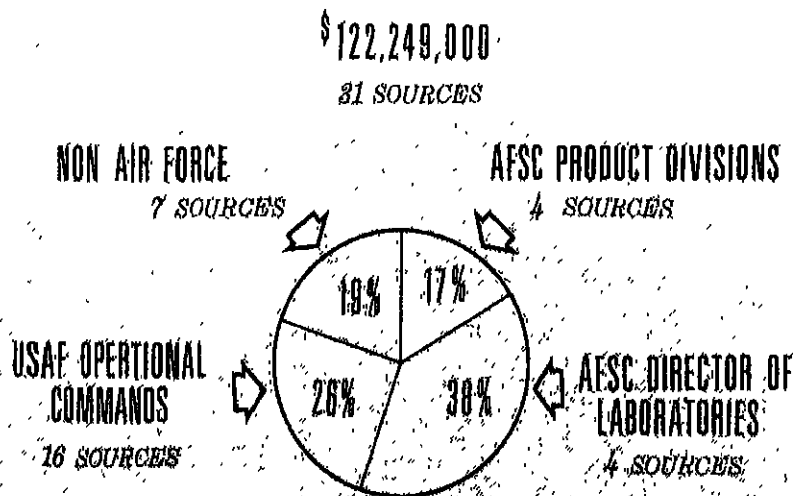 $122,249,000
31 SOURCES
NON AIR FORCE
7 SOURCES
AFSC PRODUCT DIVISIONS
4 SOURCES
19%
17%
USAF OPERTIONAL
COMMANDS
16 SOURCES
26%
38%
AFSC DIRECTOR OF
LABORATORIES
4 SOURCES